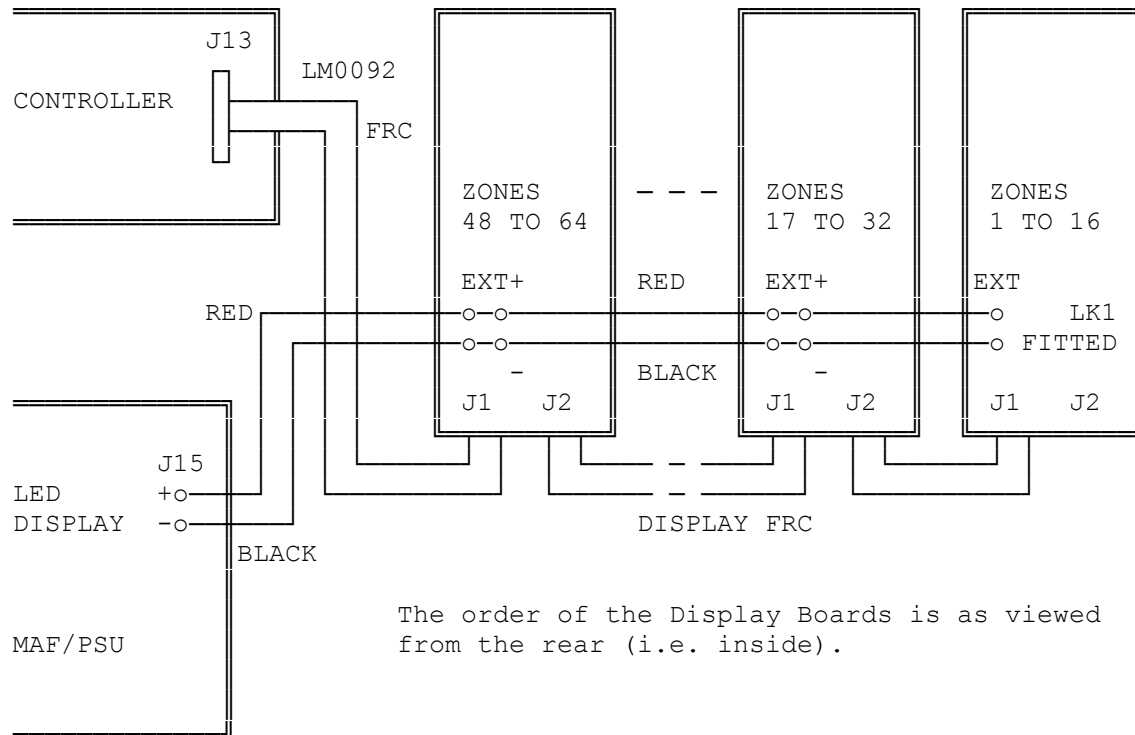 J13
LM0092
CONTROLLER
FRC
ZONES
48 TO 64
— — —
ZONES
17 TO 32
ZONES
1 TO 16
EXT+
RED
EXT+
EXT
RED
LK1
FITTED
-
BLACK
-
J1 J2
J1 J2
J1 J2
J15
LED +
DISPLAY -
DISPLAY FRC
BLACK
The order of the Display Boards is as viewed
from the rear (i.e. inside).
MAF/PSU